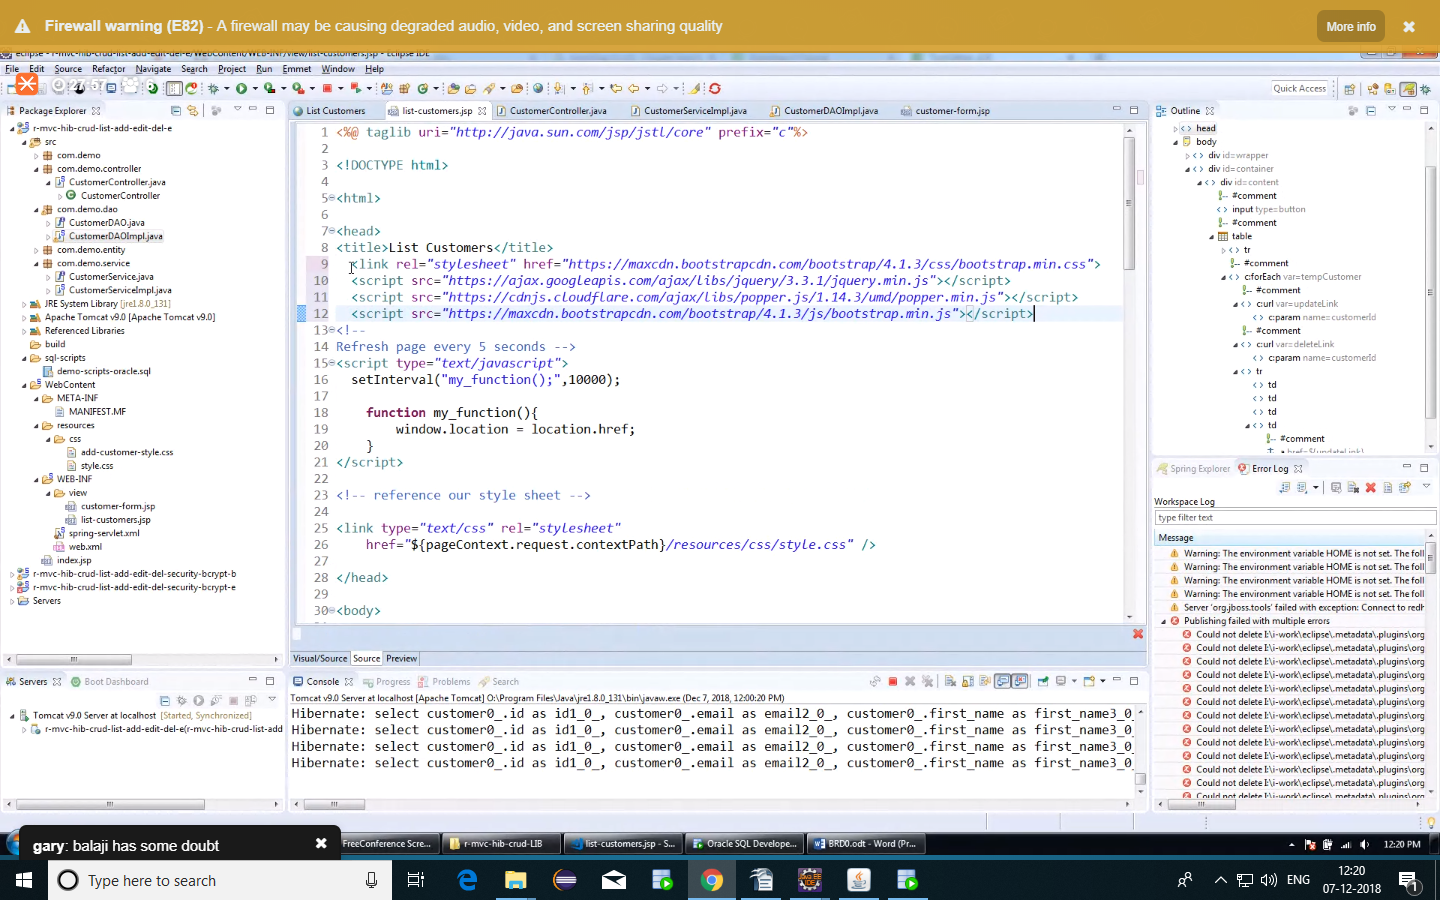 Firewall warning (E82) - A firewall may be causing degraded audio, video, and screen sharing quality
More info
eclipse - r-mvc-hib-crud-list-add-edit-del-e/WebContent/WEB-INF/view/list-customers.jsp - Eclipse IDE
File Edit Source Refactor Navigate Search Project Run Emmet Window Help
27:57 6
Quick Access
Package Explorer
r-mvc-hib-crud-list-add-edit-del-e
src
com.demo
com.demo.controller
CustomerController.java
CustomerController
com.demo.dao
CustomerDAO.java
CustomerDAOImpl.java
com.demo.entity
com.demo.service
CustomerService.java
CustomerServiceImpl.java
JRE System Library [jre1.8.0_131]
Apache Tomcat v9.0 [Apache Tomcat v9.0]
Referenced Libraries
build
sql-scripts
demo-scripts-oracle.sql
WebContent
META-INF
MANIFEST.MF
resources
css
add-customer-style.css
style.css
WEB-INF
view
customer-form.jsp
list-customers.jsp
spring-servlet.xml
web.xml
index.jsp
r-mvc-hib-crud-list-add-edit-del-security-bcrypt-b
r-mvc-hib-crud-list-add-edit-del-security-bcrypt-e
Servers
List Customers list-customers.jsp CustomerController.java CustomerServiceImpl.java CustomerDAOImpl.java customer-form.jsp
1 <%@ taglib uri="http://java.sun.com/jsp/jstl/core" prefix="c"%>
2
3 <!DOCTYPE html>
4
5 <html>
6
7 <head>
8 <title>List Customers</title>
9 <link rel="stylesheet" href="https://maxcdn.bootstrapcdn.com/bootstrap/4.1.3/css/bootstrap.min.css">
10 <script src="https://ajax.googleapis.com/ajax/libs/jquery/3.3.1/jquery.min.js"></script>
11 <script src="https://cdnjs.cloudflare.com/ajax/libs/popper.js/1.14.3/umd/popper.min.js"></script>
12 <script src="https://maxcdn.bootstrapcdn.com/bootstrap/4.1.3/js/bootstrap.min.js"></script>
13 <!--
14 Refresh page every 5 seconds -->
15 <script type="text/javascript">
16 setInterval("my_function();",10000);
17
18 function my_function(){
19 window.location = location.href;
20 }
21 </script>
22
23 <!-- reference our style sheet -->
24
25 <link type="text/css" rel="stylesheet"
26 href="${pageContext.request.contextPath}/resources/css/style.css" />
27
28 </head>
29
30 <body>
Visual/Source Source Preview
Outline
head
body
div id=wrapper
div id=container
div id=content
#comment
input type=button
#comment
table
tr
#comment
c:forEach var=tempCustomer
#comment
c:url var=updateLink
c:param name=customerId
#comment
c:url var=deleteLink
c:param name=customerId
tr
td
td
td
td
#comment
a href=${updateLink}
Spring Explorer Error Log
Workspace Log
type filter text
Message
Warning: The environment variable HOME is not set. The foll
Warning: The environment variable HOME is not set. The foll
Warning: The environment variable HOME is not set. The foll
Warning: The environment variable HOME is not set. The foll
Server 'org.jboss.tools' failed with exception: Connect to redh
Publishing failed with multiple errors
Could not delete I:\i-work\eclipse\.metadata\.plugins\org
Could not delete I:\i-work\eclipse\.metadata\.plugins\org
Could not delete I:\i-work\eclipse\.metadata\.plugins\org
Could not delete I:\i-work\eclipse\.metadata\.plugins\org
Could not delete I:\i-work\eclipse\.metadata\.plugins\org
Could not delete I:\i-work\eclipse\.metadata\.plugins\org
Could not delete I:\i-work\eclipse\.metadata\.plugins\org
Could not delete I:\i-work\eclipse\.metadata\.plugins\org
Could not delete I:\i-work\eclipse\.metadata\.plugins\org
Could not delete I:\i-work\eclipse\.metadata\.plugins\org
Could not delete I:\i-work\eclipse\.metadata\.plugins\org
Could not delete I:\i-work\eclipse\.metadata\.plugins\org
Could not delete I:\i-work\eclipse\.metadata\.plugins\org
Servers Boot Dashboard
Tomcat v9.0 Server at localhost [Started, Synchronized]
r-mvc-hib-crud-list-add-edit-del-e(r-mvc-hib-crud-list-add
Console Progress Problems Search
Tomcat v9.0 Server at localhost [Apache Tomcat] O:\Program Files\Java\jre1.8.0_131\bin\javaw.exe (Dec 7, 2018, 12:00:20 PM)
Hibernate: select customer0_.id as id1_0_, customer0_.email as email2_0_, customer0_.first_name as first_name3_0_
Hibernate: select customer0_.id as id1_0_, customer0_.email as email2_0_, customer0_.first_name as first_name3_0_
Hibernate: select customer0_.id as id1_0_, customer0_.email as email2_0_, customer0_.first_name as first_name3_0_
Hibernate: select customer0_.id as id1_0_, customer0_.email as email2_0_, customer0_.first_name as first_name3_0_
gary: balaji has some doubt
FreeConference Scre... r-mvc-hib-crud-LIB list-customers.jsp - S... Oracle SQL Develope... BRD0.odt - Word (Pr... 12:20 PM
Type here to search
ENG
12:20
07-12-2018
1